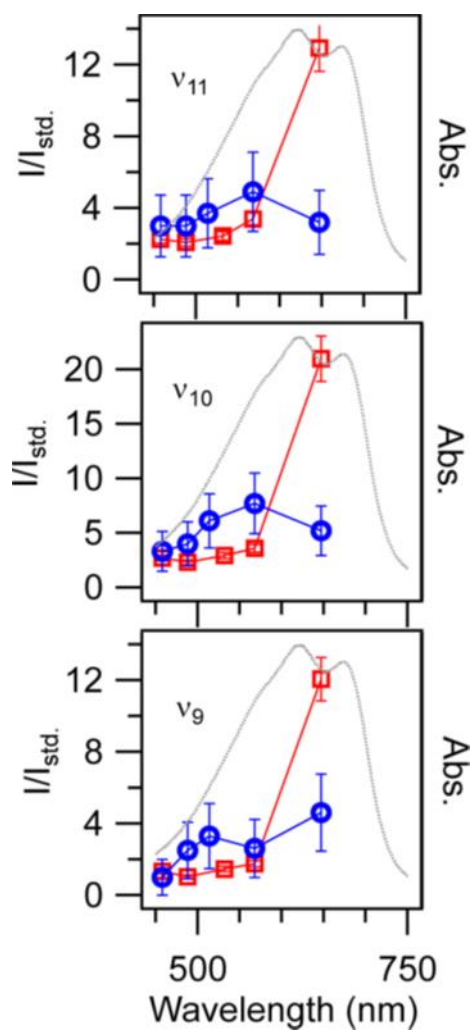 12
8
4
0
I/Istd.
ν11
Abs.
20
15
10
5
0
I/Istd.
ν10
Abs.
12
8
4
0
I/Istd.
ν9
Abs.
500
750
Wavelength (nm)